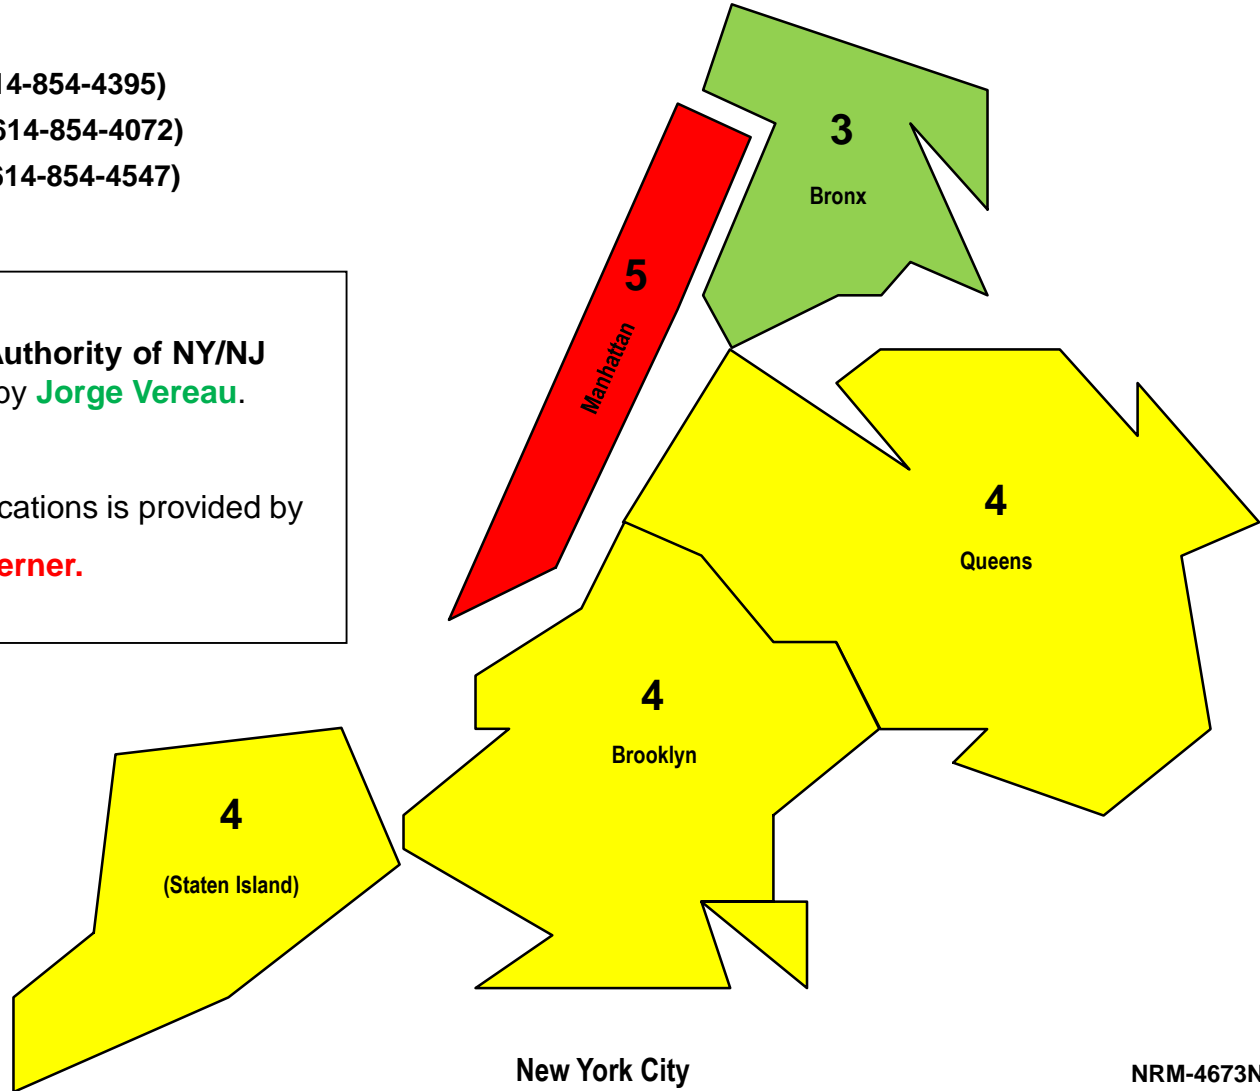 14-854-4395)
614-854-4072)
614-854-4547)
Authority of NY/NJ
by Jorge Vereau.
cations is provided by
erner.
3
Bronx
5
Manhattan
4
Queens
4
Brooklyn
4
(Staten Island)
New York City
NRM-4673N